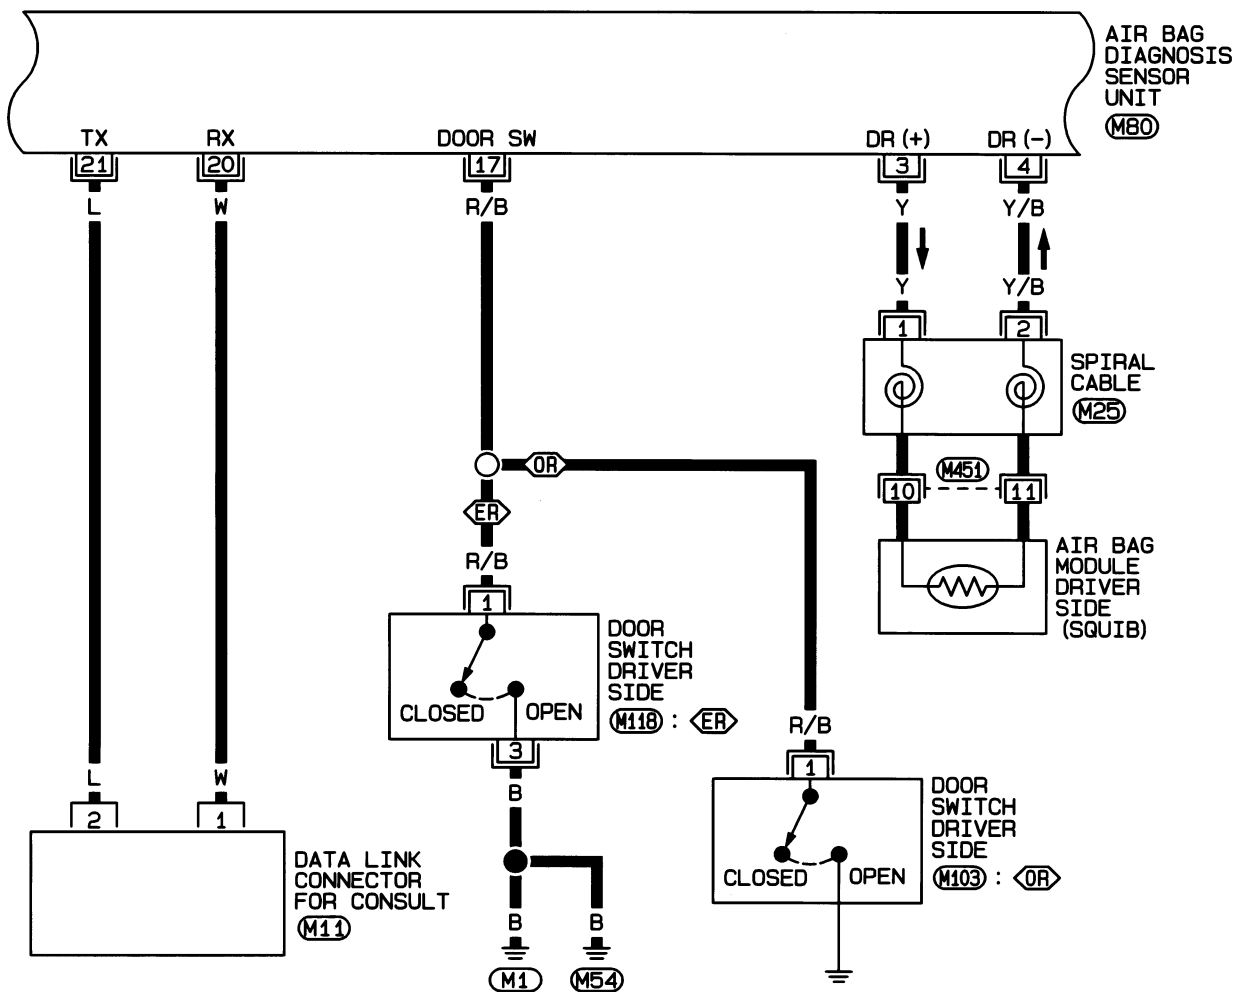 AIR BAG
DIAGNOSIS
SENSOR
UNIT
M80
TX
RX
DOOR SW
DR (+)
DR (-)
21
20
17
3
4
L
W
R/B
Y
Y/B
Y
Y/B
1
2
SPIRAL
CABLE
M25
OR
M451
10
11
ER
R/B
AIR BAG
MODULE
DRIVER
SIDE
(SQUIB)
1
DOOR
SWITCH
DRIVER
SIDE
M118 : ER
CLOSED
OPEN
R/B
3
1
L
W
B
DOOR
SWITCH
DRIVER
SIDE
M103 : OR
2
1
CLOSED
OPEN
DATA LINK
CONNECTOR
FOR CONSULT
M11
B
B
M1
M54